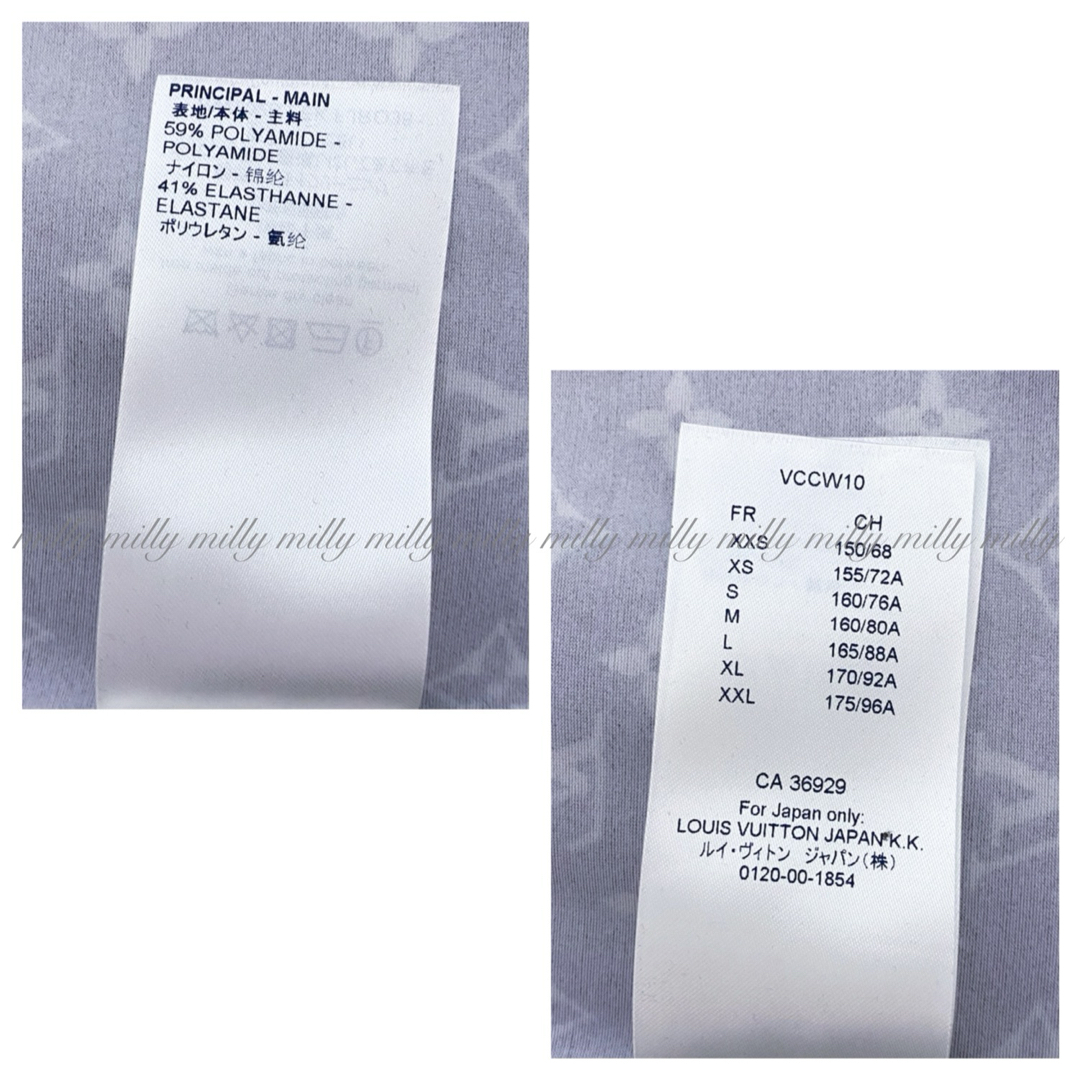 PRINCIPAL - MAIN
表地/本体 - 主料
59% POLYAMIDE -
POLYAMIDE
ナイロン - 锦纶
41% ELASTHANNE -
ELASTANE
ポリウレタン - 氨纶
milly milly milly milly milly milly milly milly milly milly
VCCW10
FR CH
XXS 150/68
XS 155/72A
S 160/76A
M 160/80A
L 165/88A
XL 170/92A
XXL 175/96A
CA 36929
For Japan only:
LOUIS VUITTON JAPAN K.K.
ルイ・ヴィトン ジャパン(株)
0120-00-1854